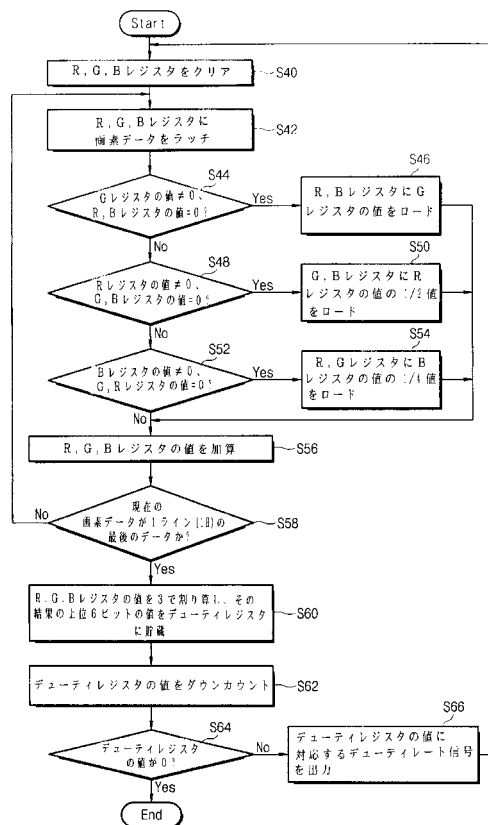 Start
R,G,Bレジスタをクリア
S40
R,G,Bレジスタに
画素データをラッチ
S42
S44
Gレジスタの値≠0、
R,Bレジスタの値=0?
Yes
No
S46
R,BレジスタにG
レジスタの値をロード
S48
Rレジスタの値≠0、
G,Bレジスタの値=0?
Yes
No
S50
G,BレジスタにR
レジスタの値の 1/2値
をロード
S52
Bレジスタの値≠0、
G,Rレジスタの値=0?
Yes
No
S54
R,GレジスタにB
レジスタの値の 1/4値
をロード
R,G,Bレジスタの値を加算
S56
現在の
画素データが1ライン(1H)の
最後のデータか?
S58
No
Yes
R,G,Bレジスタの値を3で割り算し、その
結果の上位6ビットの値をデューティレジスタ
に貯蔵
S60
デューティレジスタの値をダウンカウント
S62
S64
デューティレジスタ
の値が0?
No
Yes
S66
デューティレジスタの値に
対応するデューティレート信号
を出力
End